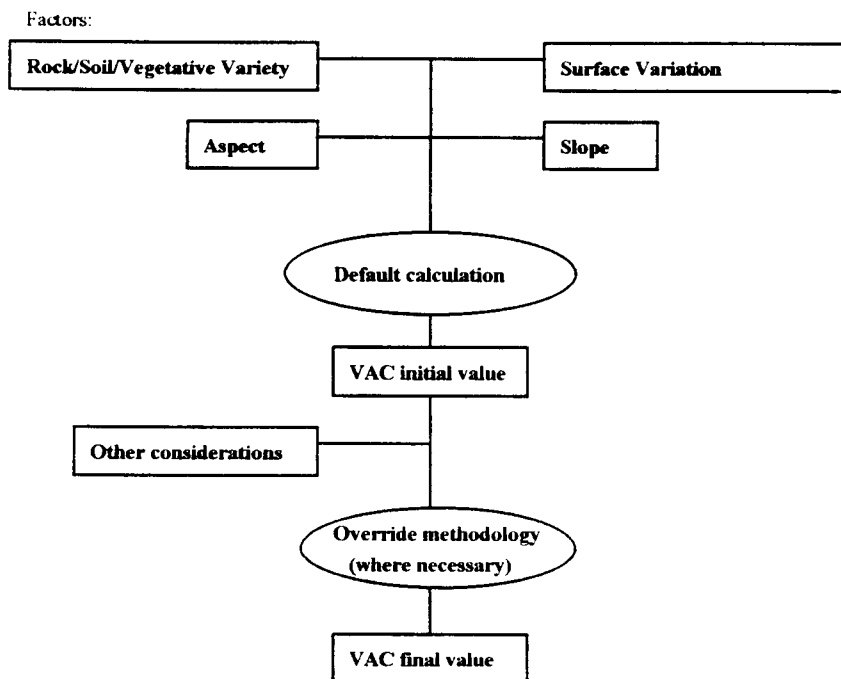 Factors:
Rock/Soil/Vegetative Variety
Surface Variation
Aspect
Slope
Default calculation
VAC initial value
Other considerations
Override methodology
(where necessary)
VAC final value